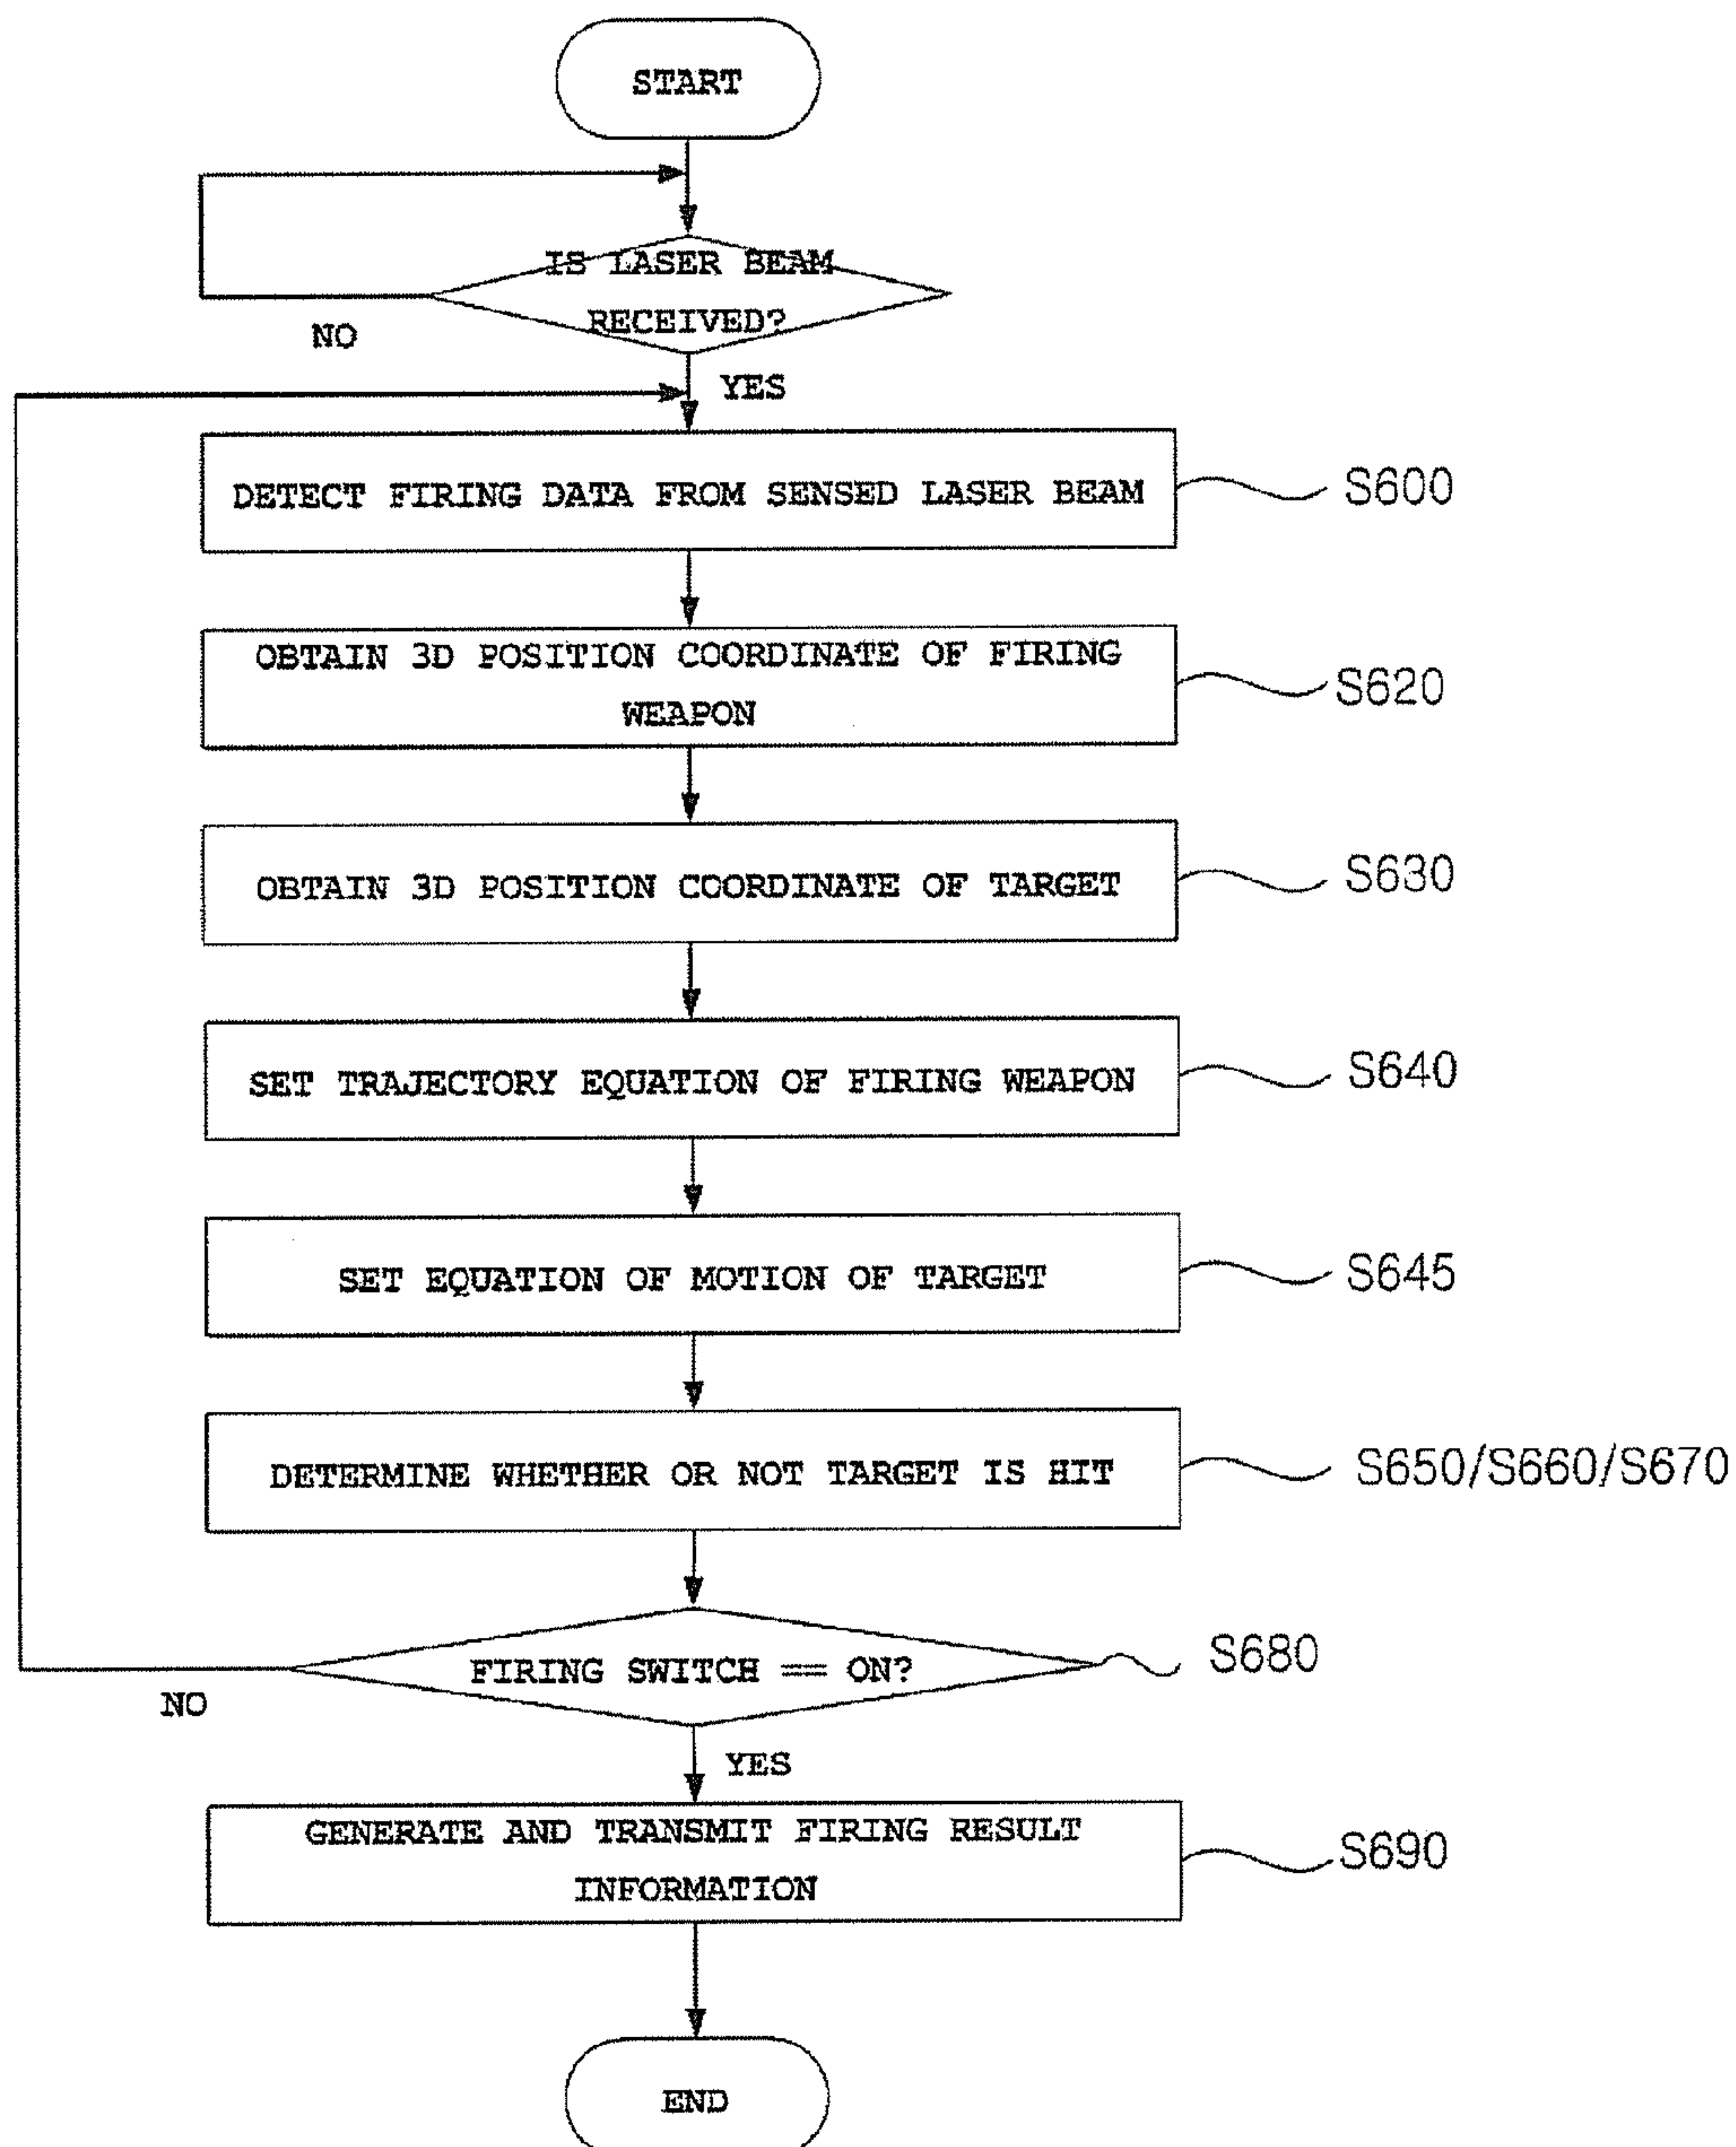 START
IS LASER BEAM
RECEIVED?
NO
YES
DETECT FIRING DATA FROM SENSED LASER BEAM
S600
OBTAIN 3D POSITION COORDINATE OF FIRING
WEAPON
S620
OBTAIN 3D POSITION COORDINATE OF TARGET
S630
SET TRAJECTORY EQUATION OF FIRING WEAPON
S640
SET EQUATION OF MOTION OF TARGET
S645
DETERMINE WHETHER OR NOT TARGET IS HIT
S650/S660/S670
FIRING SWITCH == ON?
S680
NO
YES
GENERATE AND TRANSMIT FIRING RESULT
INFORMATION
S690
END